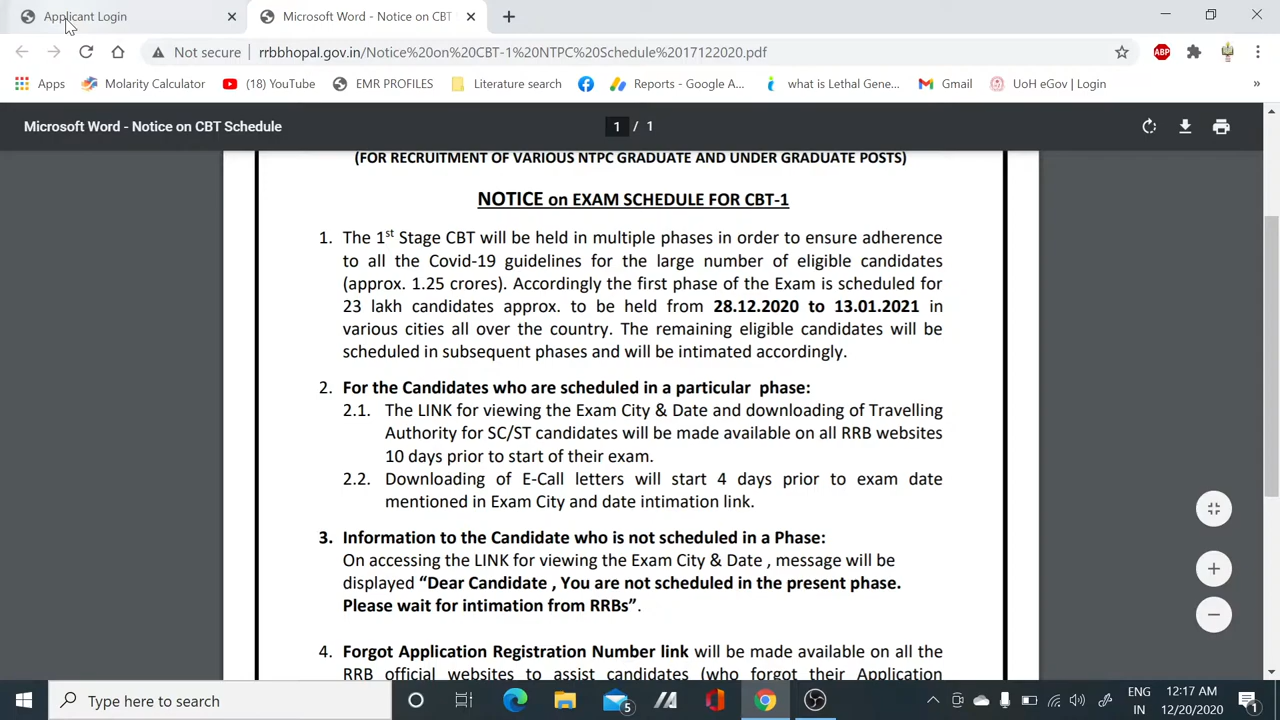 Applicant Login
Microsoft Word - Notice on CBT
Not secure
rrbbhopal.gov.in/Notice%20on%20CBT-1%20NTPC%20Schedule%2017122020.pdf
ABP
Apps
Molarity Calculator
(18) YouTube
EMR PROFILES
Literature search
Reports - Google A...
what is Lethal Gene...
Gmail
UoH eGov | Login
»
Microsoft Word - Notice on CBT Schedule
1 / 1
(FOR RECRUITMENT OF VARIOUS NTPC GRADUATE AND UNDER GRADUATE POSTS)
NOTICE on EXAM SCHEDULE FOR CBT-1
1. The 1st Stage CBT will be held in multiple phases in order to ensure adherence
to all the Covid-19 guidelines for the large number of eligible candidates
(approx. 1.25 crores). Accordingly the first phase of the Exam is scheduled for
23 lakh candidates approx. to be held from 28.12.2020 to 13.01.2021 in
various cities all over the country. The remaining eligible candidates will be
scheduled in subsequent phases and will be intimated accordingly.
2. For the Candidates who are scheduled in a particular phase:
2.1. The LINK for viewing the Exam City & Date and downloading of Travelling
Authority for SC/ST candidates will be made available on all RRB websites
10 days prior to start of their exam.
2.2. Downloading of E-Call letters will start 4 days prior to exam date
mentioned in Exam City and date intimation link.
3. Information to the Candidate who is not scheduled in a Phase:
On accessing the LINK for viewing the Exam City & Date , message will be
displayed “Dear Candidate , You are not scheduled in the present phase.
Please wait for intimation from RRBs”.
4. Forgot Application Registration Number link will be made available on all the
RRB official websites to assist candidates (who forgot their Application
Type here to search
5
ENG
IN
12:17 AM
12/20/2020
1